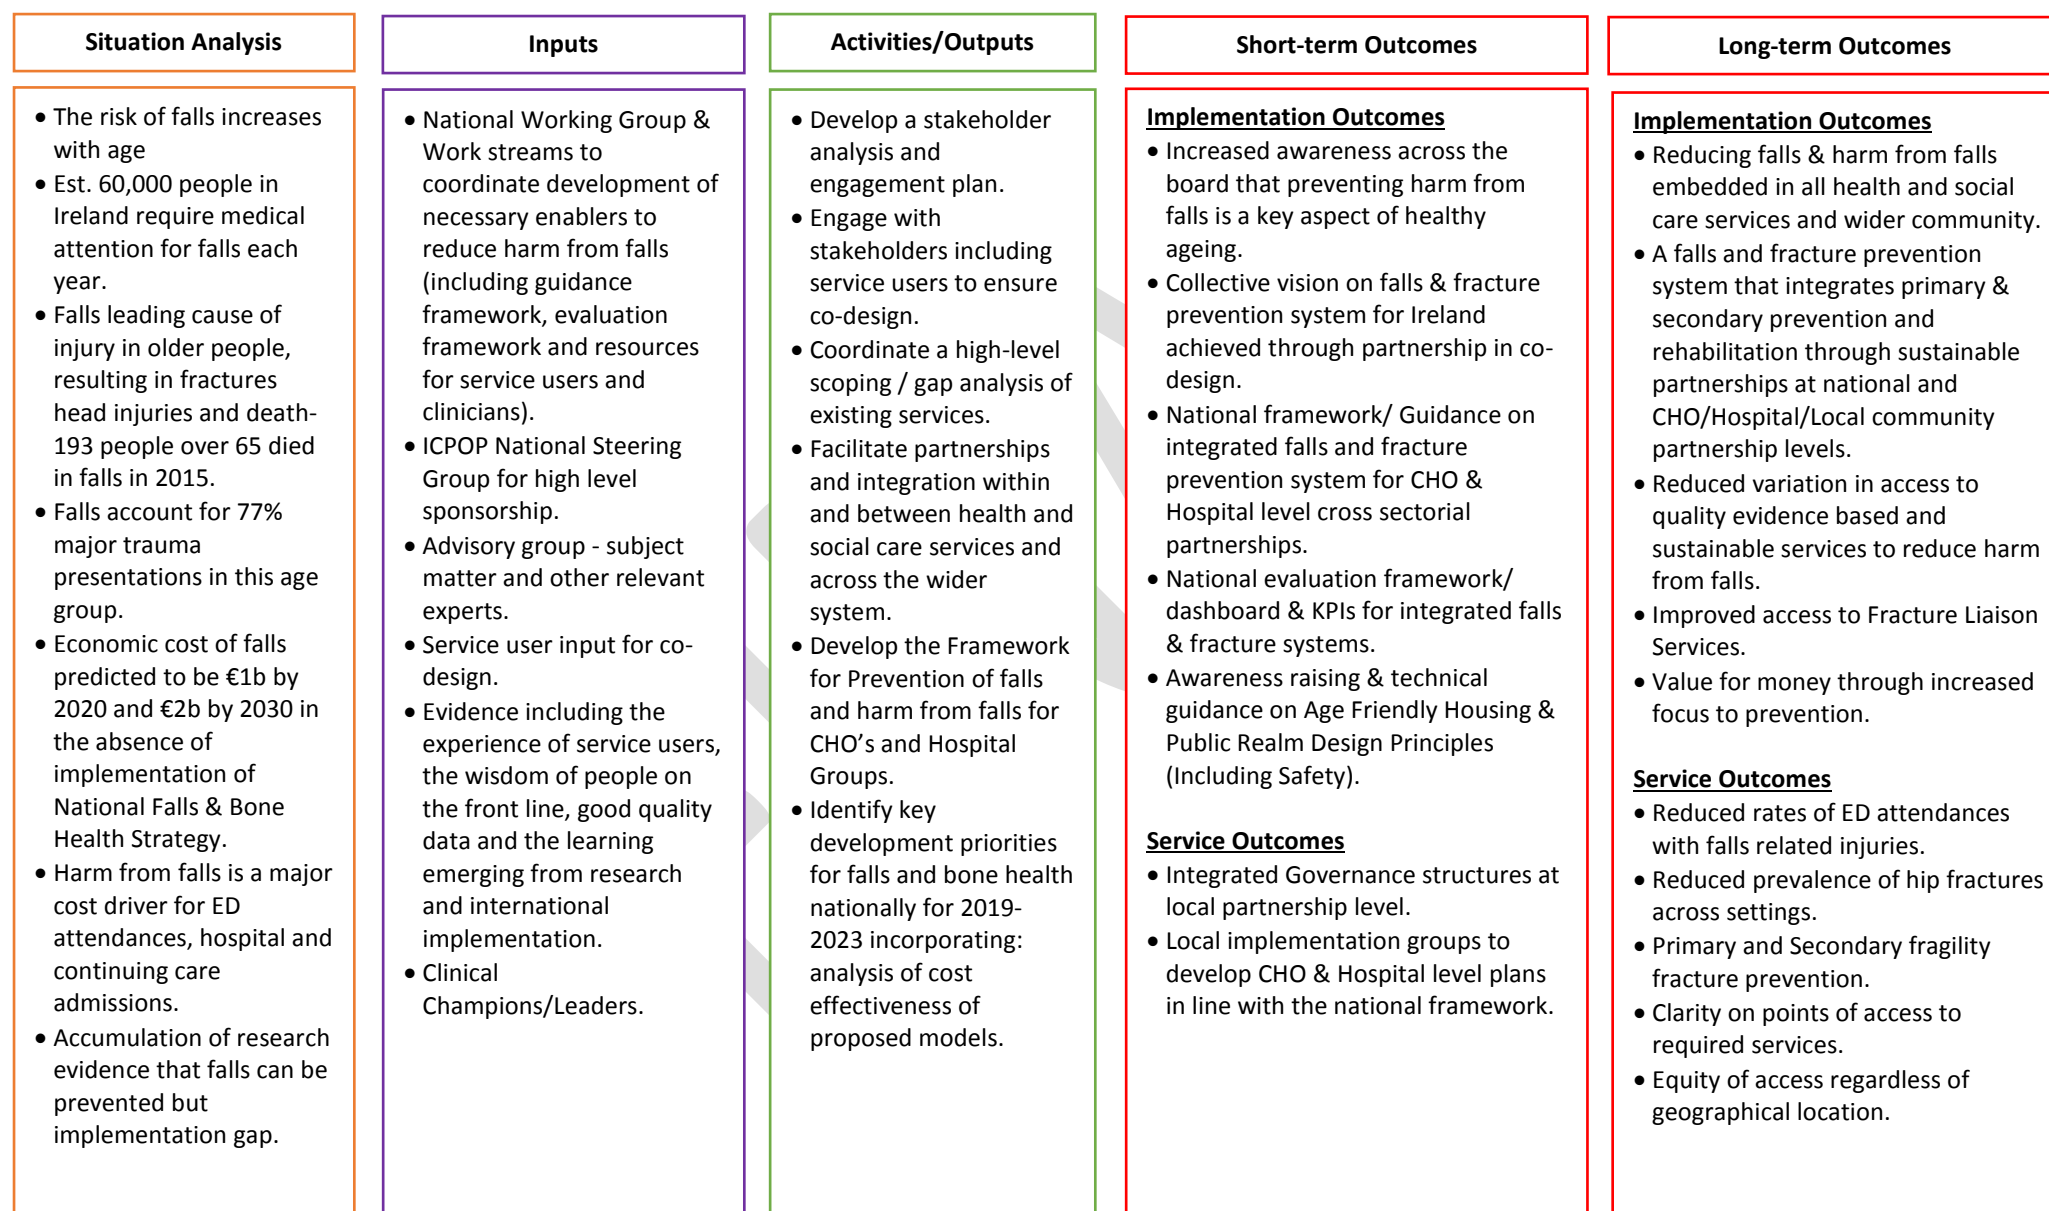 Situation Analysis
• The risk of falls increases
with age
• Est. 60,000 people in
Ireland require medical
attention for falls each
year.
• Falls leading cause of
injury in older people,
resulting in fractures
head injuries and death-
193 people over 65 died
in falls in 2015.
• Falls account for 77%
major trauma
presentations in this age
group.
• Economic cost of falls
predicted to be €1b by
2020 and €2b by 2030 in
the absence of
implementation of
National Falls & Bone
Health Strategy.
• Harm from falls is a major
cost driver for ED
attendances, hospital and
continuing care
admissions.
• Accumulation of research
evidence that falls can be
prevented but
implementation gap.
Inputs
• National Working Group &
Work streams to
coordinate development of
necessary enablers to
reduce harm from falls
(including guidance
framework, evaluation
framework and resources
for service users and
clinicians).
• ICPOP National Steering
Group for high level
sponsorship.
• Advisory group - subject
matter and other relevant
experts.
• Service user input for co-
design.
• Evidence including the
experience of service users,
the wisdom of people on
the front line, good quality
data and the learning
emerging from research
and international
implementation.
• Clinical
Champions/Leaders.
Activities/Outputs
• Develop a stakeholder
analysis and
engagement plan.
• Engage with
stakeholders including
service users to ensure
co-design.
• Coordinate a high-level
scoping / gap analysis of
existing services.
• Facilitate partnerships
and integration within
and between health and
social care services and
across the wider
system.
• Develop the Framework
for Prevention of falls
and harm from falls for
CHO’s and Hospital
Groups.
• Identify key
development priorities
for falls and bone health
nationally for 2019-
2023 incorporating:
analysis of cost
effectiveness of
proposed models.
Short-term Outcomes
Implementation Outcomes
• Increased awareness across the
board that preventing harm from
falls is a key aspect of healthy
ageing.
• Collective vision on falls & fracture
prevention system for Ireland
achieved through partnership in co-
design.
• National framework/ Guidance on
integrated falls and fracture
prevention system for CHO &
Hospital level cross sectorial
partnerships.
• National evaluation framework/
dashboard & KPIs for integrated falls
& fracture systems.
• Awareness raising & technical
guidance on Age Friendly Housing &
Public Realm Design Principles
(Including Safety).
Service Outcomes
• Integrated Governance structures at
local partnership level.
• Local implementation groups to
develop CHO & Hospital level plans
in line with the national framework.
Long-term Outcomes
Implementation Outcomes
• Reducing falls & harm from falls
embedded in all health and social
care services and wider community.
• A falls and fracture prevention
system that integrates primary &
secondary prevention and
rehabilitation through sustainable
partnerships at national and
CHO/Hospital/Local community
partnership levels.
• Reduced variation in access to
quality evidence based and
sustainable services to reduce harm
from falls.
• Improved access to Fracture Liaison
Services.
• Value for money through increased
focus to prevention.
Service Outcomes
• Reduced rates of ED attendances
with falls related injuries.
• Reduced prevalence of hip fractures
across settings.
• Primary and Secondary fragility
fracture prevention.
• Clarity on points of access to
required services.
• Equity of access regardless of
geographical location.